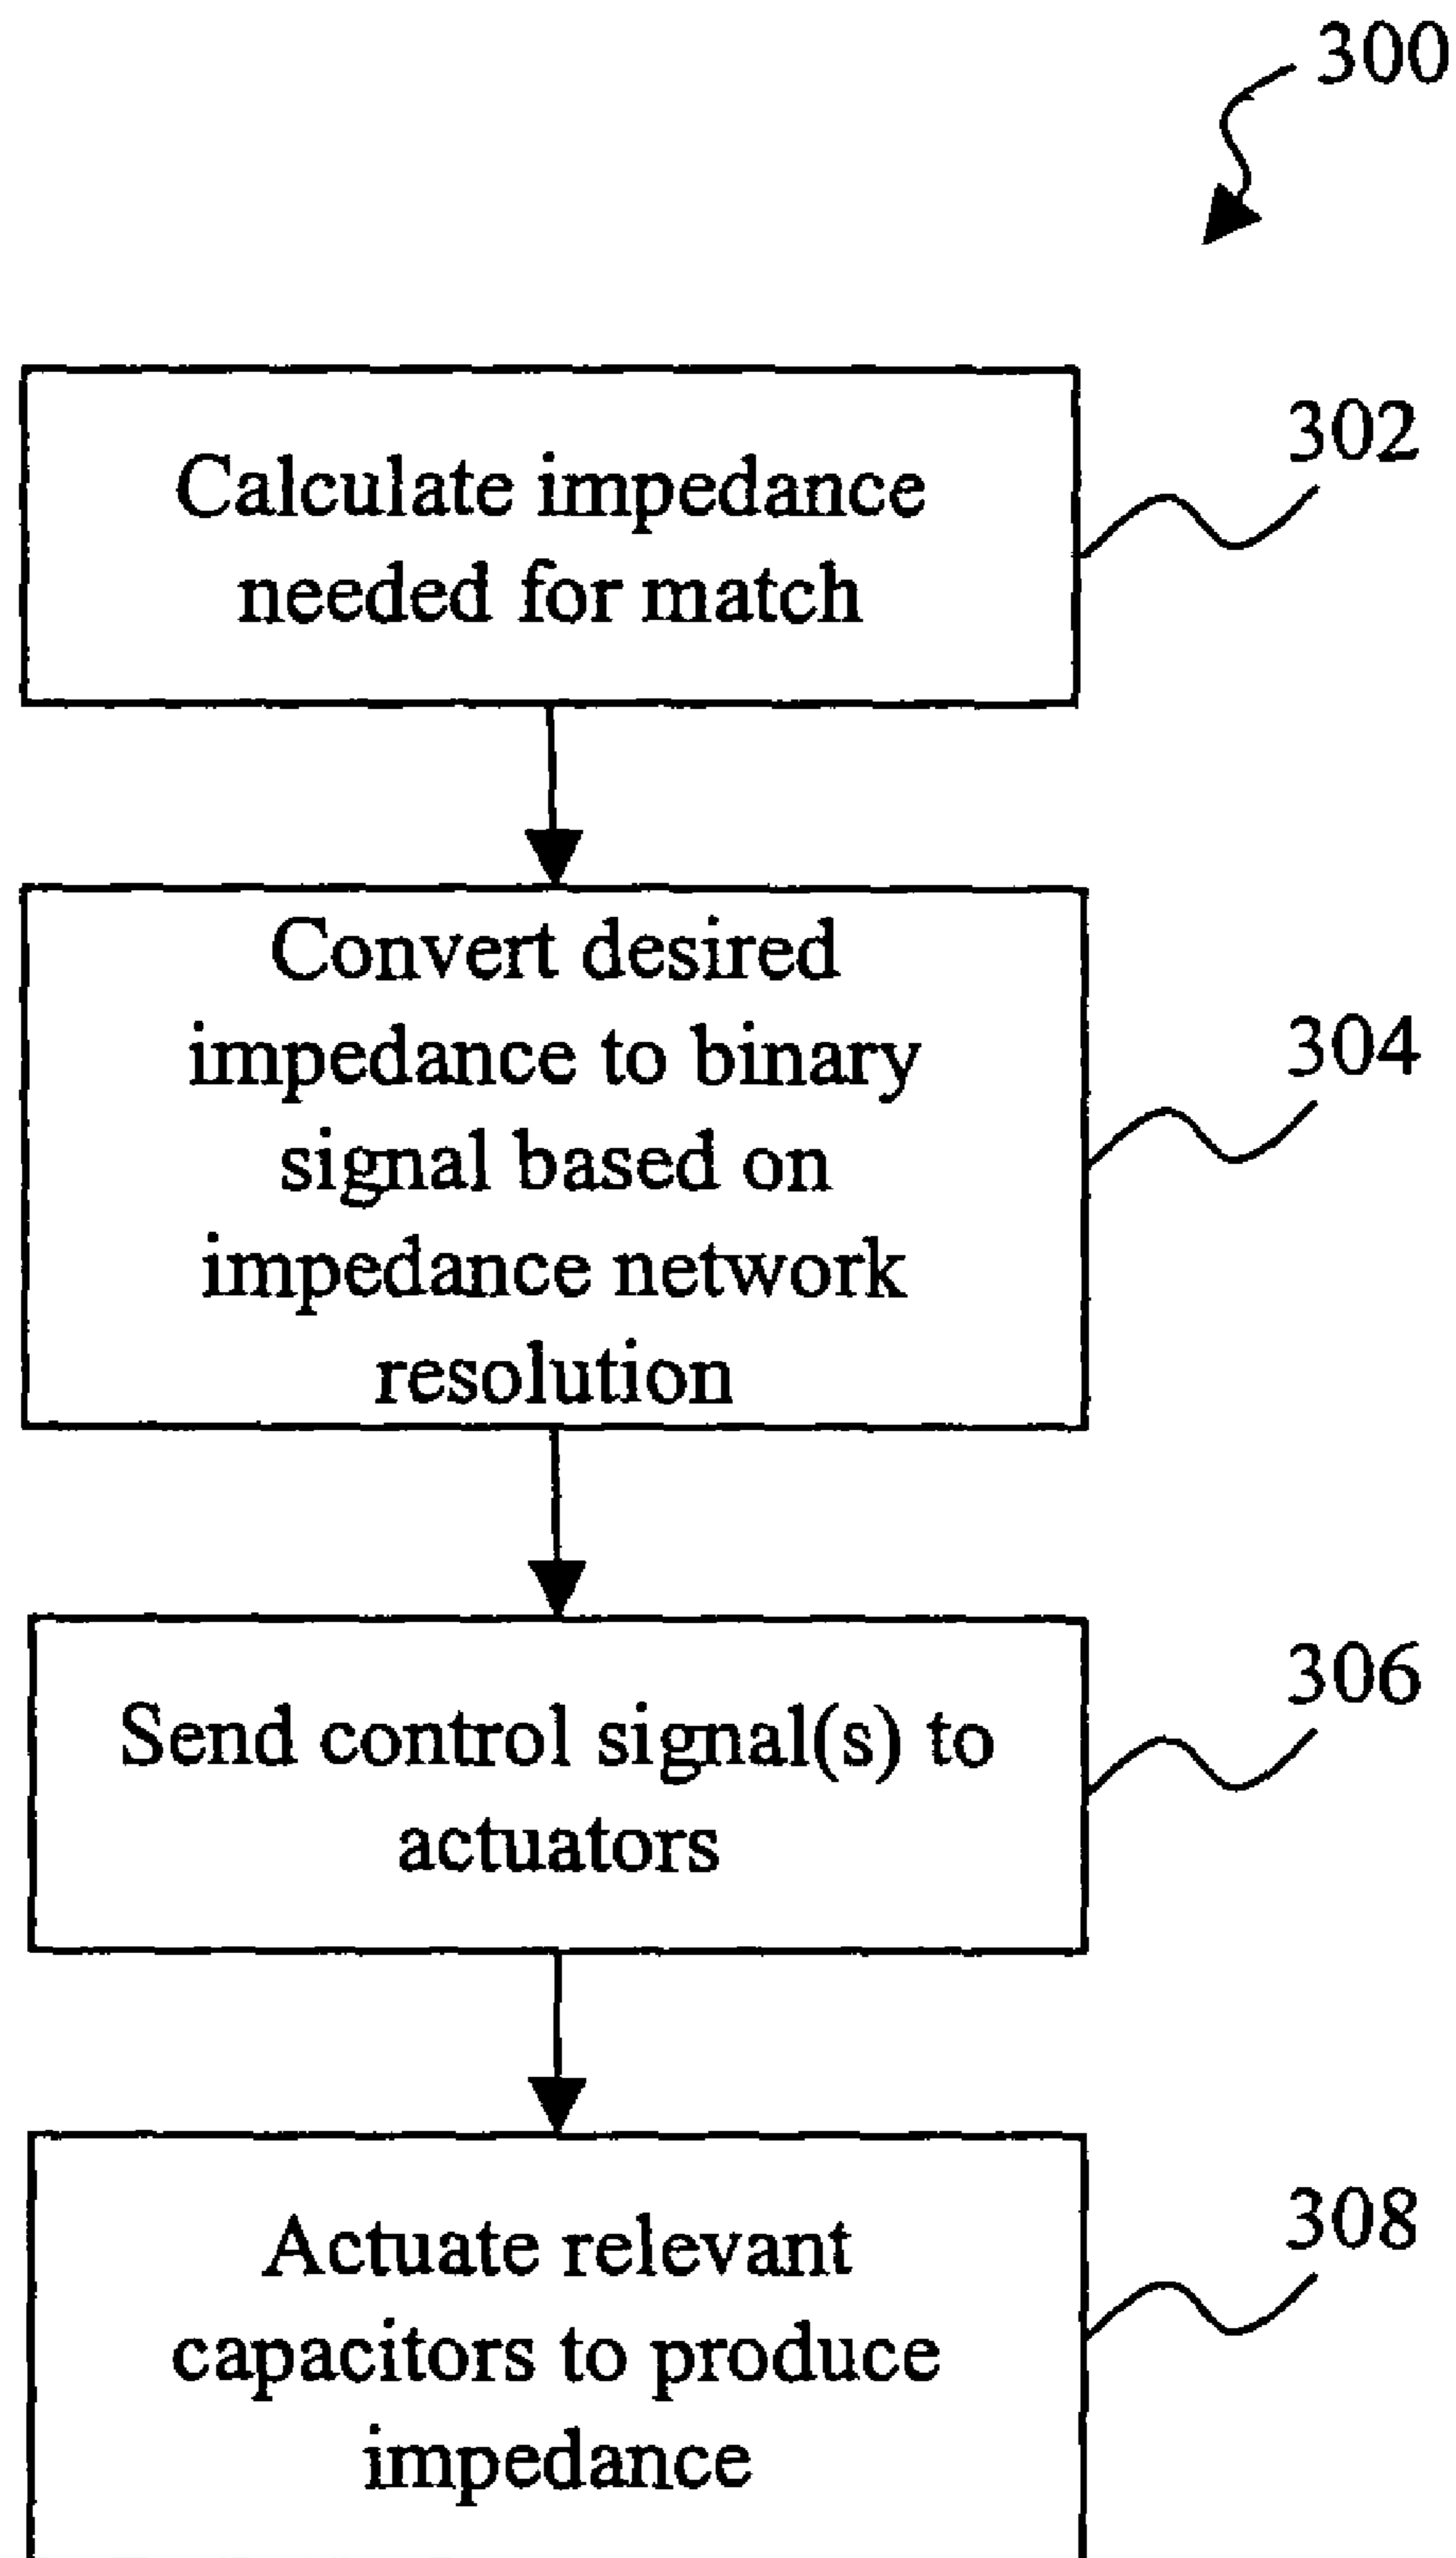 300
302
Calculate impedance
needed for match
Convert desired
impedance to binary
signal based on
impedance network
resolution
304
306
Send control signal(s) to
actuators
308
Actuate relevant
capacitors to produce
impedance